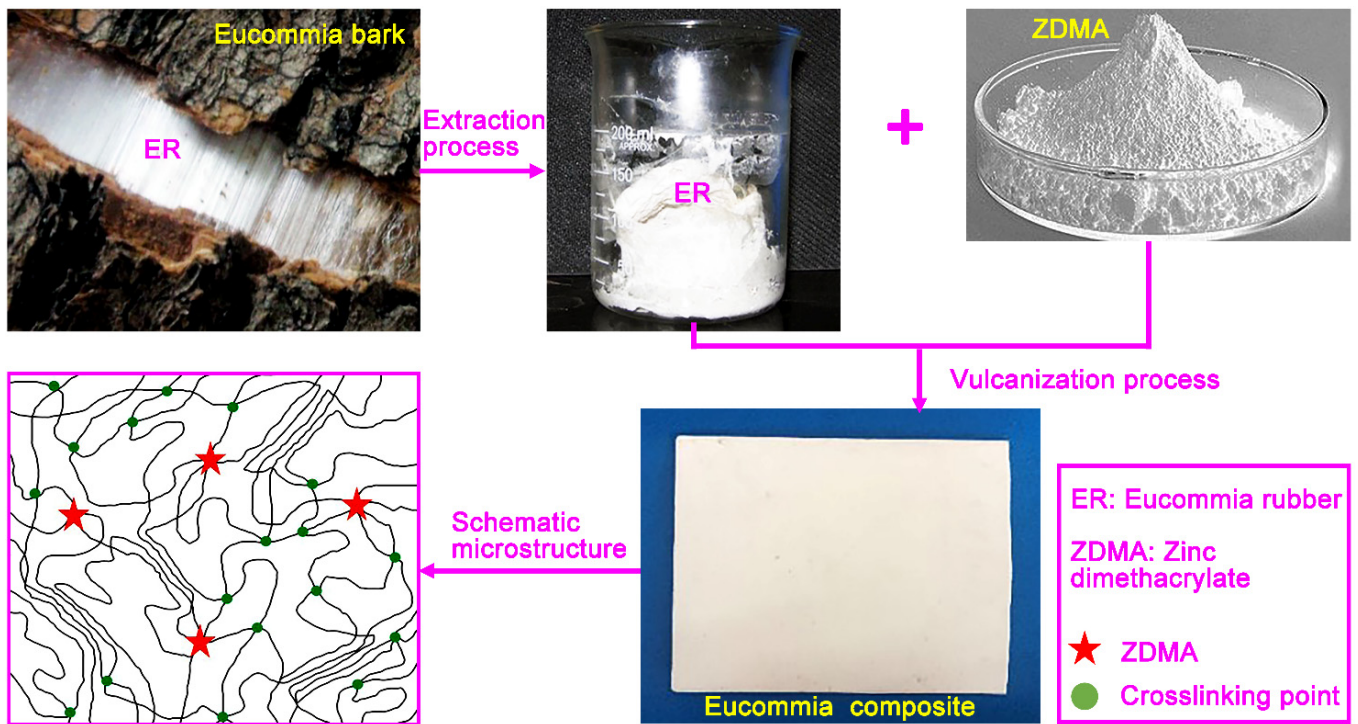 Eucommia bark
ER
Extraction
process
200 ml
APPROX
150
ER
+
ZDMA
Vulcanization process
Schematic
microstructure
Eucommia composite
ER: Eucommia rubber
ZDMA: Zinc
dimethacrylate
ZDMA
Crosslinking point